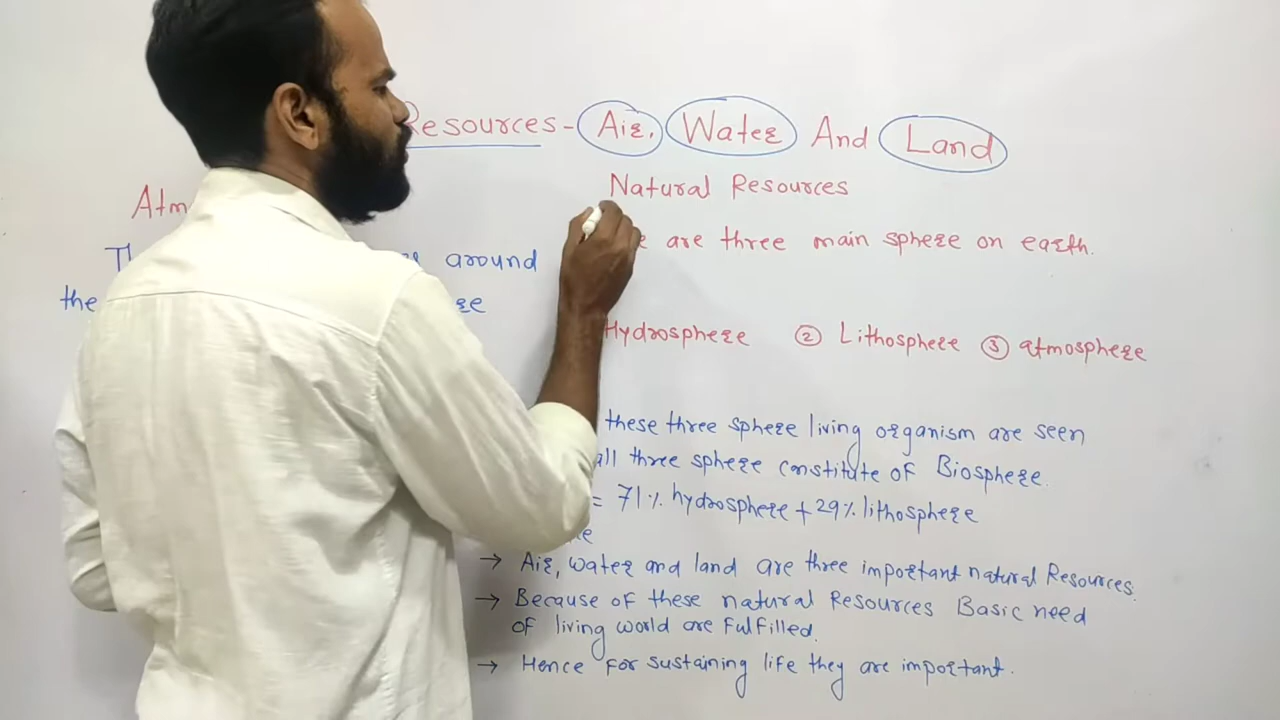 Resources- Air, Water And Land
Natural Resources
are three main sphere on earth.
around
the
Hydrosphere ② Lithosphere ③ atmosphere
these three sphere living organism are seen
all three sphere constitute of Biosphere.
= 71% hydrosphere + 29% lithosphere
→ Air, water and land are three important natural Resources.
→ Because of these natural Resources Basic need
of living world are fulfilled.
→ Hence for sustaining life they are important.